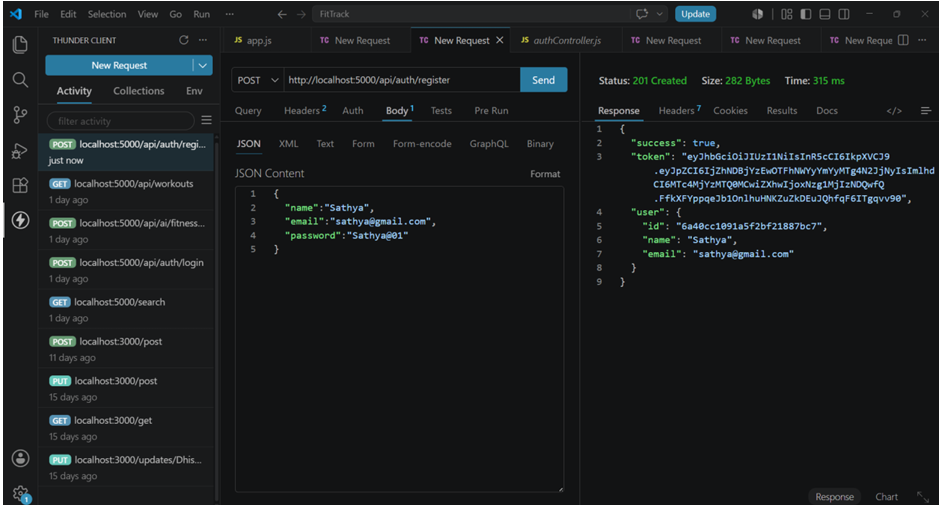 File Edit Selection View Go Run ··· FitTrack Update
THUNDER CLIENT
New Request
Activity Collections Env
filter activity
POST localhost:5000/api/auth/regi...
just now
GET localhost:5000/api/workouts
1 day ago
POST localhost:5000/api/ai/fitness...
1 day ago
POST localhost:5000/api/auth/login
1 day ago
GET localhost:5000/search
1 day ago
POST localhost:3000/post
11 days ago
PUT localhost:3000/post
15 days ago
GET localhost:3000/get
15 days ago
PUT localhost:3000/updates/Dhis...
15 days ago
1
JS app.js TC New Request TC New Request JS authController.js TC New Request TC New Request TC New Reque
POST http://localhost:5000/api/auth/register Send
Query Headers 2 Auth Body 1 Tests Pre Run
JSON XML Text Form Form-encode GraphQL Binary
JSON Content Format
1 {
2 "name":"Sathya",
3 "email":"sathya@gmail.com",
4 "password":"Sathya@01"
5 }
Status: 201 Created Size: 282 Bytes Time: 315 ms
Response Headers 7 Cookies Results Docs </>
1 {
2 "success": true,
3 "token": "eyJhbGciOiJIUzI1NiIsInR5cCI6IkpXVCJ9
4 "user": {
5 "id": "6a40cc1091a5f2bf21887bc7",
6 "name": "Sathya",
7 "email": "sathya@gmail.com"
8 }
9 }
Response Chart